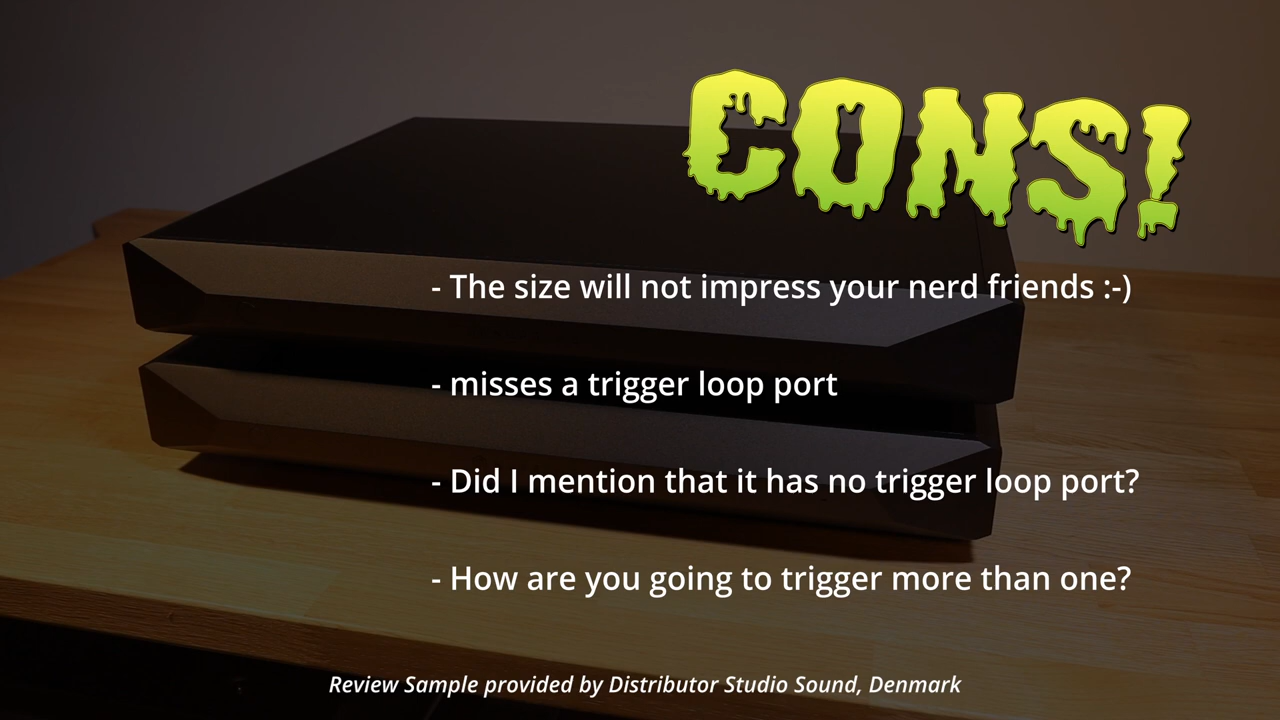 CONS!
- The size will not impress your nerd friends :-)
- misses a trigger loop port
- Did I mention that it has no trigger loop port?
- How are you going to trigger more than one?
Review Sample provided by Distributor Studio Sound, Denmark